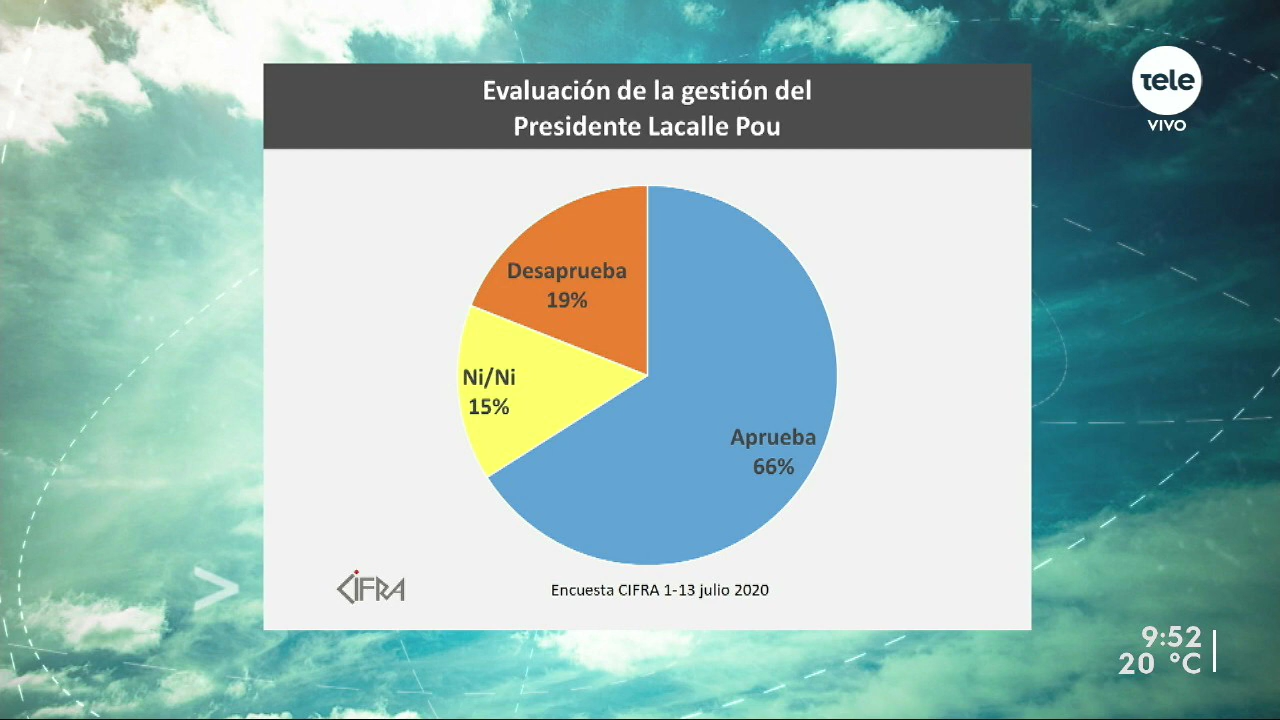 Evaluación de la gestión del
Presidente Lacalle Pou
tele
VIVO
Desaprueba
19%
Ni/Ni
15%
Aprueba
66%
CIFRA
Encuesta CIFRA 1-13 julio 2020
9:52
20 °C